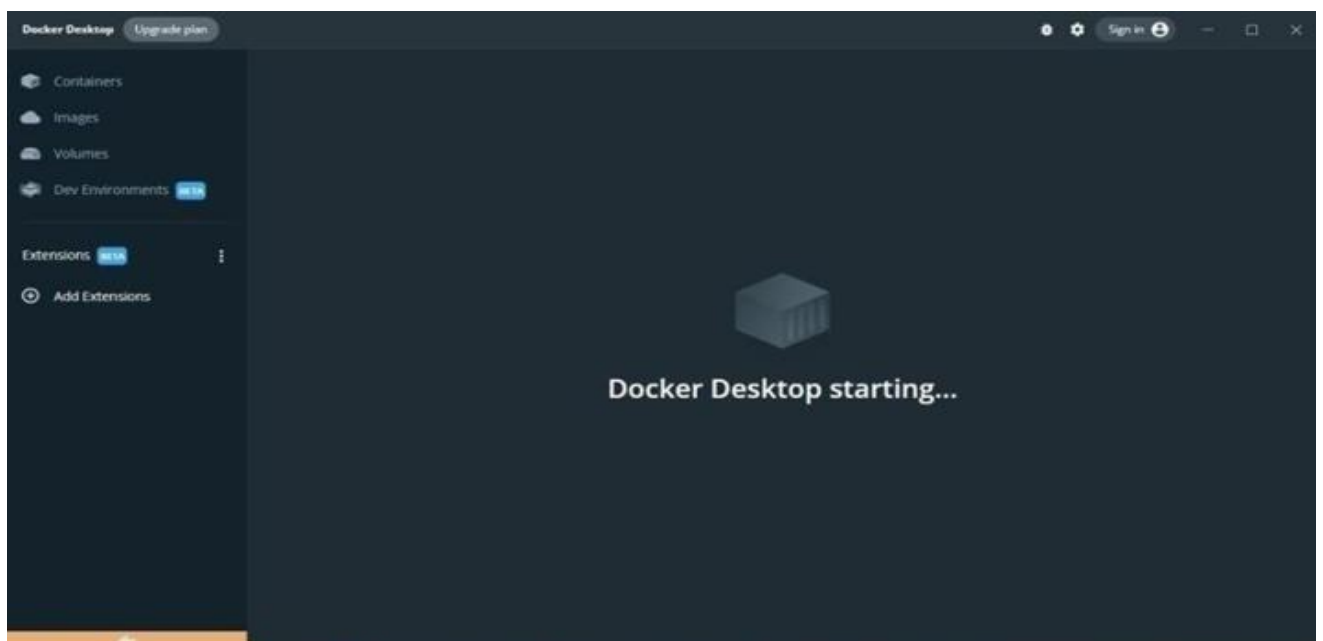 Docker Desktop Upgrade plan Sign in
Containers
Images
Volumes
Dev Environments BETA
Extensions BETA
Add Extensions
Docker Desktop starting...